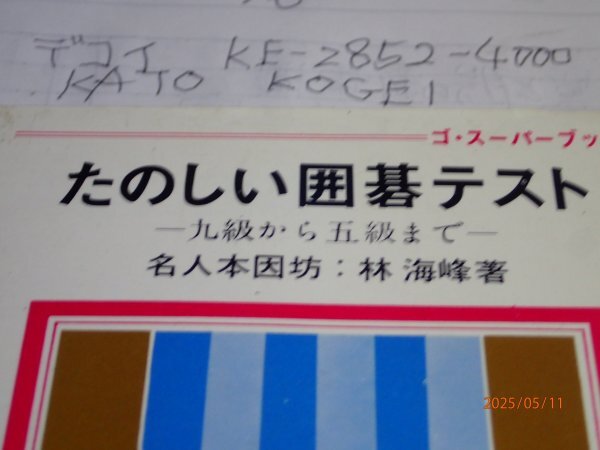 デコイ KE-2852-4000
KATO KOGEI
ゴ・スーパーブッ
たのしい囲碁テスト
—九級から五級まで—
名人本因坊：林 海峰著
2025/05/11